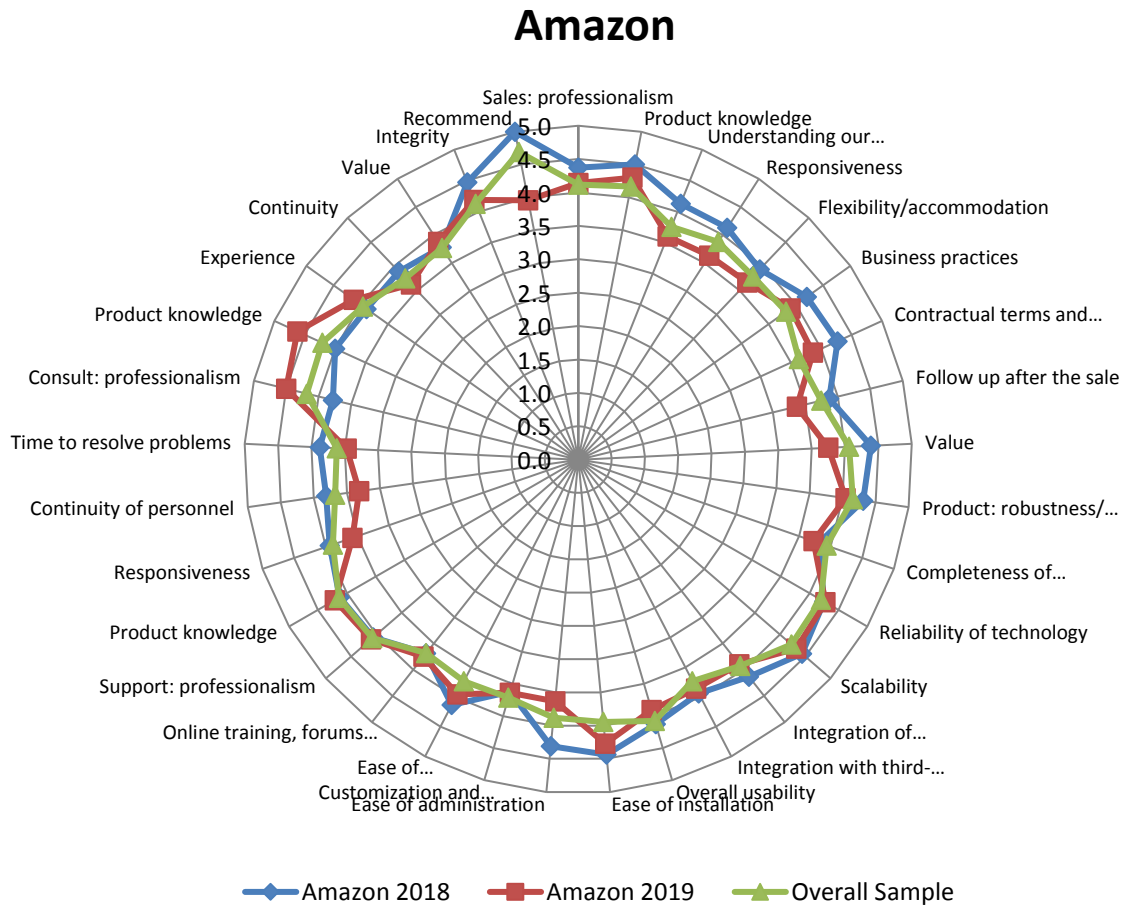 Amazon
Sales: professionalism
Product knowledge
Understanding our...
Responsiveness
Flexibility/accommodation
Business practices
Contractual terms and...
Follow up after the sale
Value
Product: robustness/...
Completeness of...
Reliability of technology
Scalability
Integration of...
Integration with third-...
Overall usability
Ease of installation
Ease of administration
Customization and...
Ease of...
Online training, forums...
Support: professionalism
Product knowledge
Responsiveness
Continuity of personnel
Time to resolve problems
Consult: professionalism
Product knowledge
Experience
Continuity
Value
Integrity
Recommend
5.0
4.5
4.0
3.5
3.0
2.5
2.0
1.5
1.0
0.5
0.0
Amazon 2018 Amazon 2019 Overall Sample